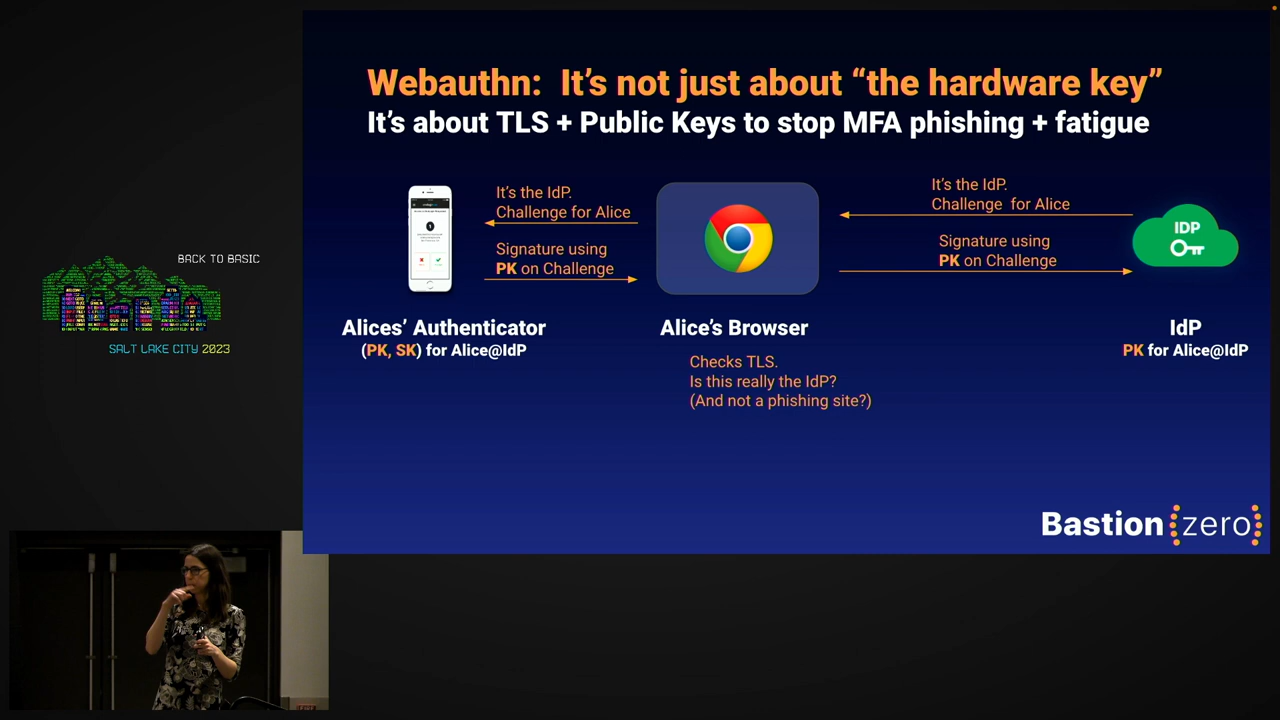 Webauthn: It’s not just about “the hardware key”
It’s about TLS + Public Keys to stop MFA phishing + fatigue
It’s the IdP.
Challenge for Alice
Signature using
PK on Challenge
It’s the IdP.
Challenge for Alice
Signature using
PK on Challenge
IDP
Alices’ Authenticator
(PK, SK) for Alice@IdP
Alice’s Browser
Checks TLS.
Is this really the IdP?
(And not a phishing site?)
IdP
PK for Alice@IdP
Bastion{zero}
BACK TO BASIC
SALT LAKE CITY 2023